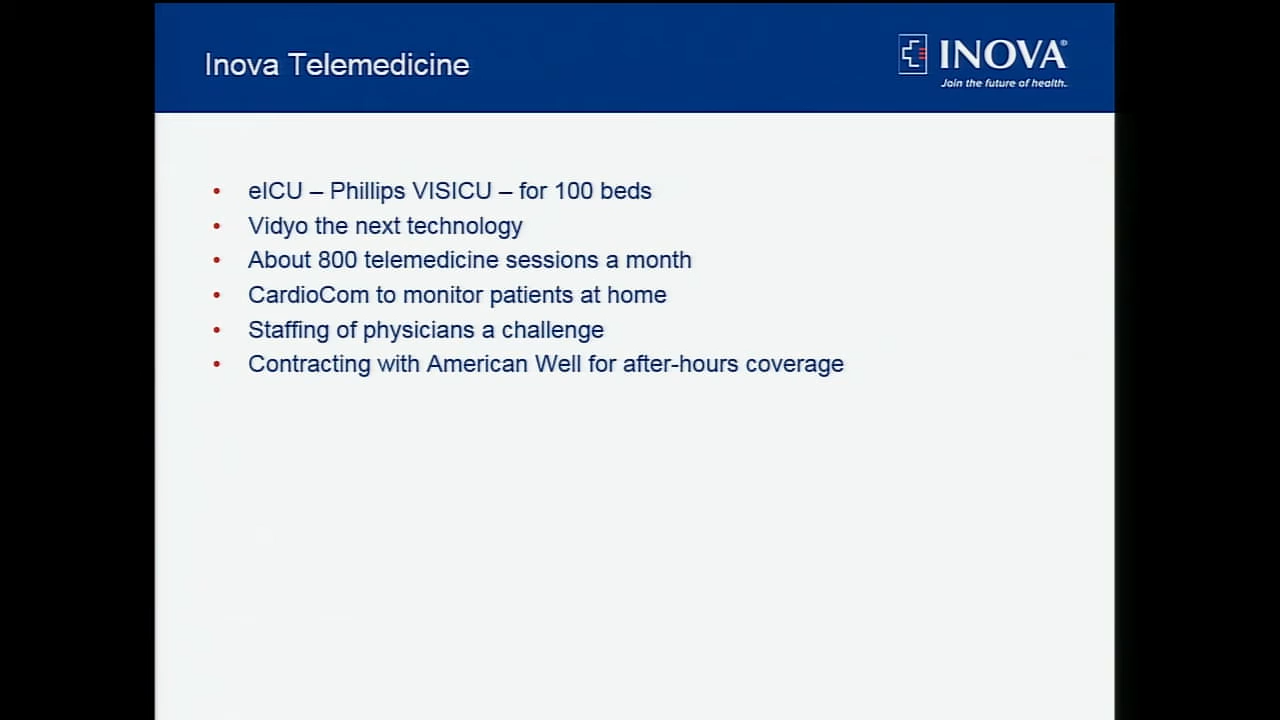 Inova Telemedicine
INOVA®
Join the future of health.
• eICU – Phillips VISICU – for 100 beds
• Vidyo the next technology
• About 800 telemedicine sessions a month
• CardioCom to monitor patients at home
• Staffing of physicians a challenge
• Contracting with American Well for after-hours coverage